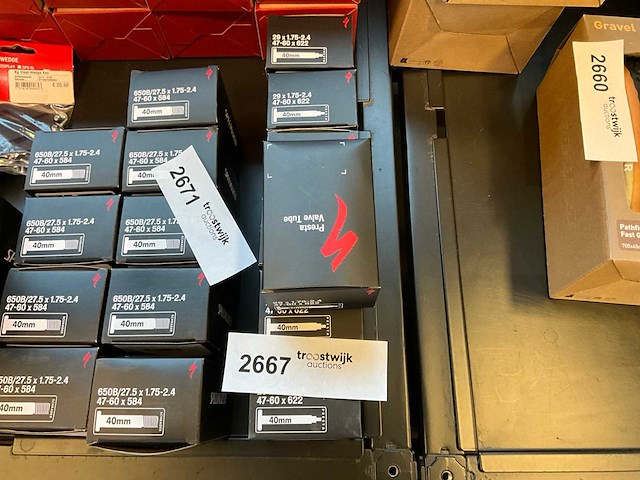 Gravel
2660
troostwijk
auctions
WEDGE
650B/27.5 x 1.75-2.4
47-60 x 584
40mm
29 x 1.75-2.4
47-60 x 622
40mm
29 x 1.75-2.4
47-60 x 622
40mm
650B/27.5 x 1.75-2.4
47-60 x 584
40mm
650B/27.5
47-60 x 584
40mm
2671
troostwijk
auctions
Presta
Valve Tube
650B/27.5 x 1.75-2.4
47-60 x 584
40mm
650B/27.5
47-60 x 584
40mm
Pathfi
Fast G
650B/27.5 x 1.75-2.4
47-60 x 584
40mm
650B/27.5 x 1.75-2.4
47-60 x 584
40mm
40mm
2667
troostwijk
auctions
27.5 x 1.75-2.4
x 584
40mm
650B/27.5 x 1.75-2.4
47-60 x 584
40mm
47-60 x 622
40mm